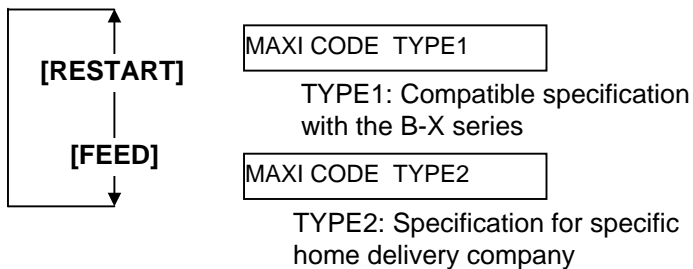 MAXI CODE TYPE1
[RESTART]
TYPE1: Compatible specification
with the B-X series
[FEED]
MAXI CODE TYPE2
TYPE2: Specification for specific
home delivery company